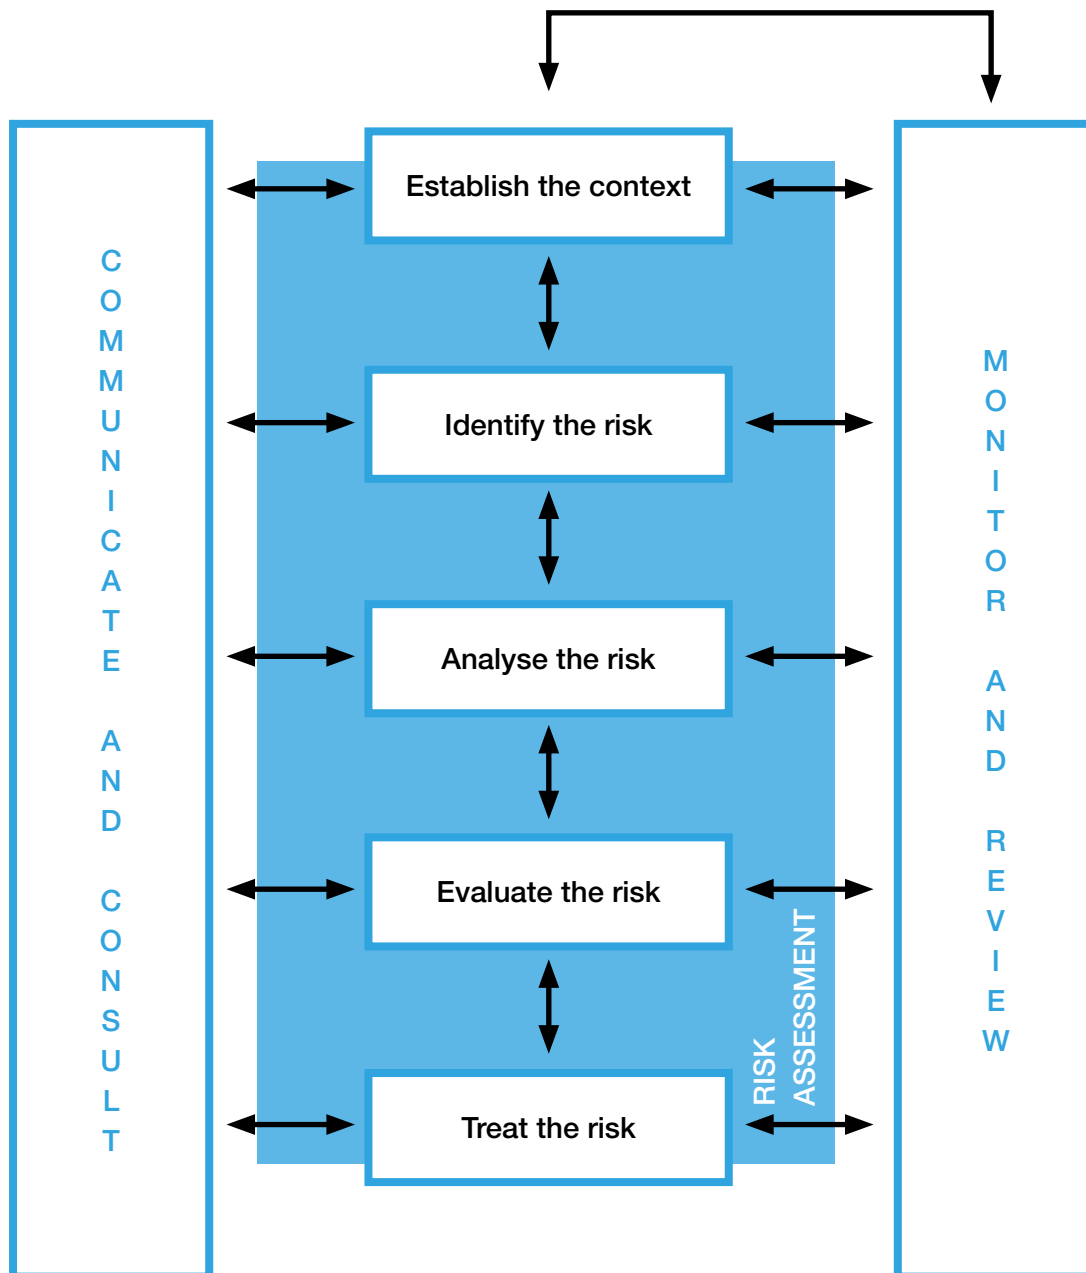 COMMUNICATE AND CONSULT
Establish the context
Identify the risk
Analyse the risk
Evaluate the risk
Treat the risk
RISK
ASSESSMENT
MONITOR AND REVIEW